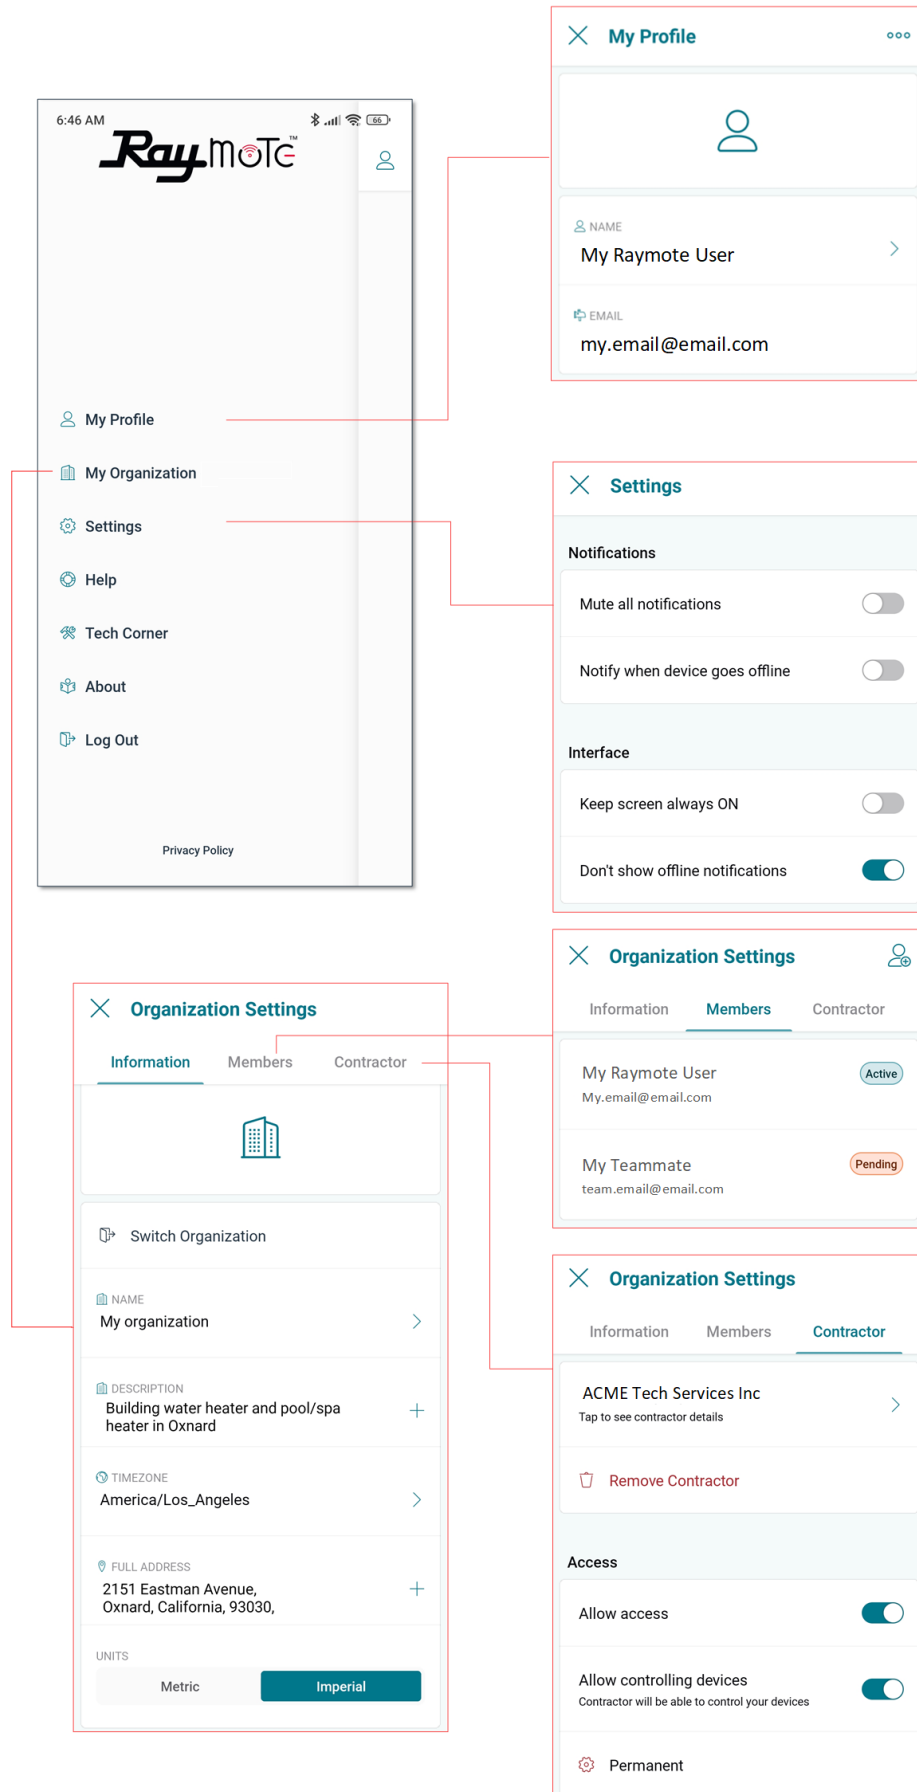 My Profile
NAME
My Raymote User
EMAIL
my.email@email.com
6:46 AM
66
Raymote™
My Profile
My Organization
Settings
Help
Tech Corner
About
Log Out
Privacy Policy
Settings
Notifications
Mute all notifications
Notify when device goes offline
Interface
Keep screen always ON
Don't show offline notifications
Organization Settings
Information Members Contractor
My Raymote User
Active
My.email@email.com
My Teammate
Pending
team.email@email.com
Organization Settings
Information Members Contractor
Switch Organization
NAME
My organization
DESCRIPTION
Building water heater and pool/spa
heater in Oxnard
TIMEZONE
America/Los_Angeles
FULL ADDRESS
2151 Eastman Avenue,
Oxnard, California, 93030,
UNITS
Metric Imperial
Organization Settings
Information Members Contractor
ACME Tech Services Inc
Tap to see contractor details
Remove Contractor
Access
Allow access
Allow controlling devices
Contractor will be able to control your devices
Permanent